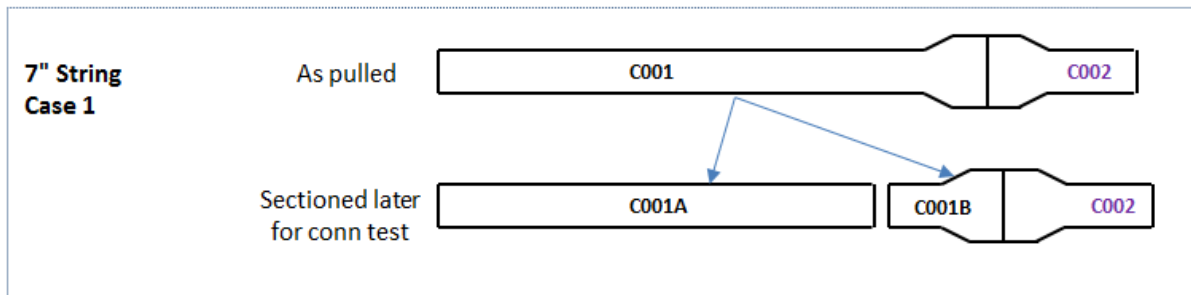 7" String
Case 1
As pulled
C001
C002
Sectioned later
for conn test
C001A
C001B
C002